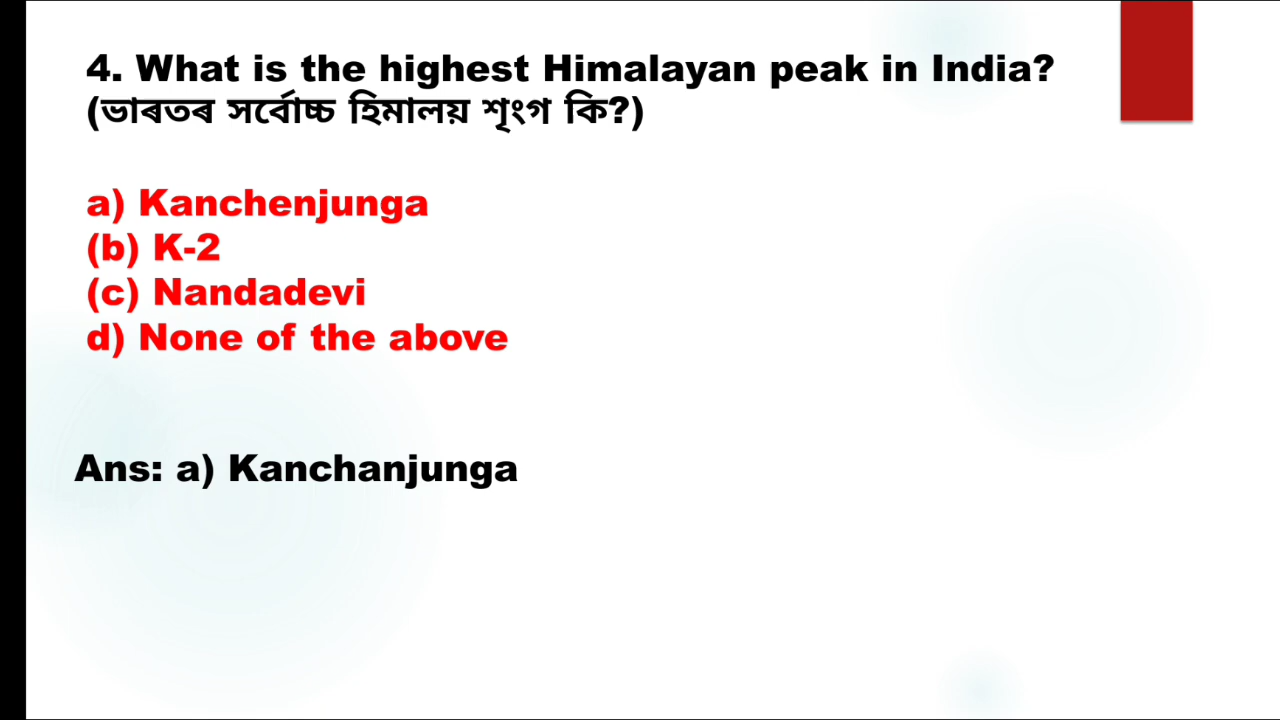 4. What is the highest Himalayan peak in India?
(ভাৰতৰ সৰ্বোচ্চ হিমালয় শৃংগ কি?)
a) Kanchenjunga
(b) K-2
(c) Nandadevi
d) None of the above
Ans: a) Kanchanjunga